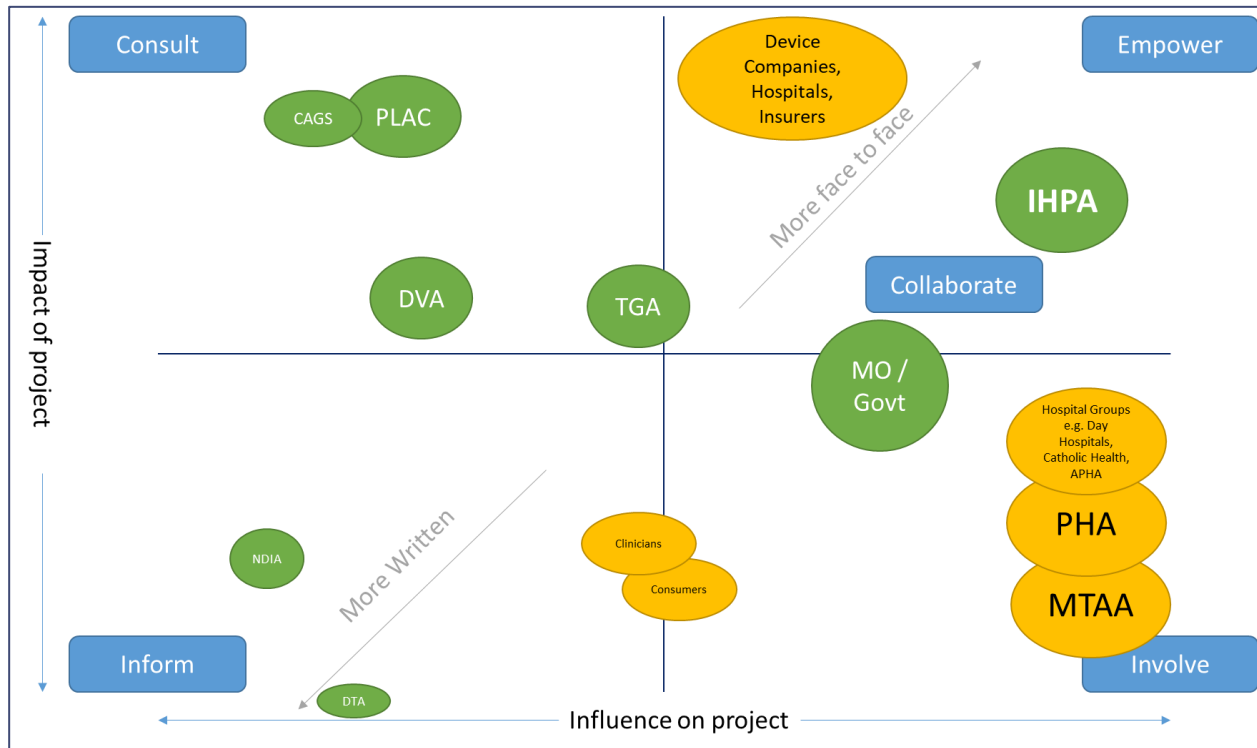 Consult
Device
Companies,
Hospitals,
Insurers
Empower
CAGS
PLAC
More face to face
IHPA
Impact of project
DVA
TGA
Collaborate
MO /
Govt
Hospital Groups
e.g. Day
Hospitals,
Catholic Health,
APHA
PHA
More Written
Clinicians
NDIA
Consumers
MTAA
Inform
Involve
DTA
Influence on project